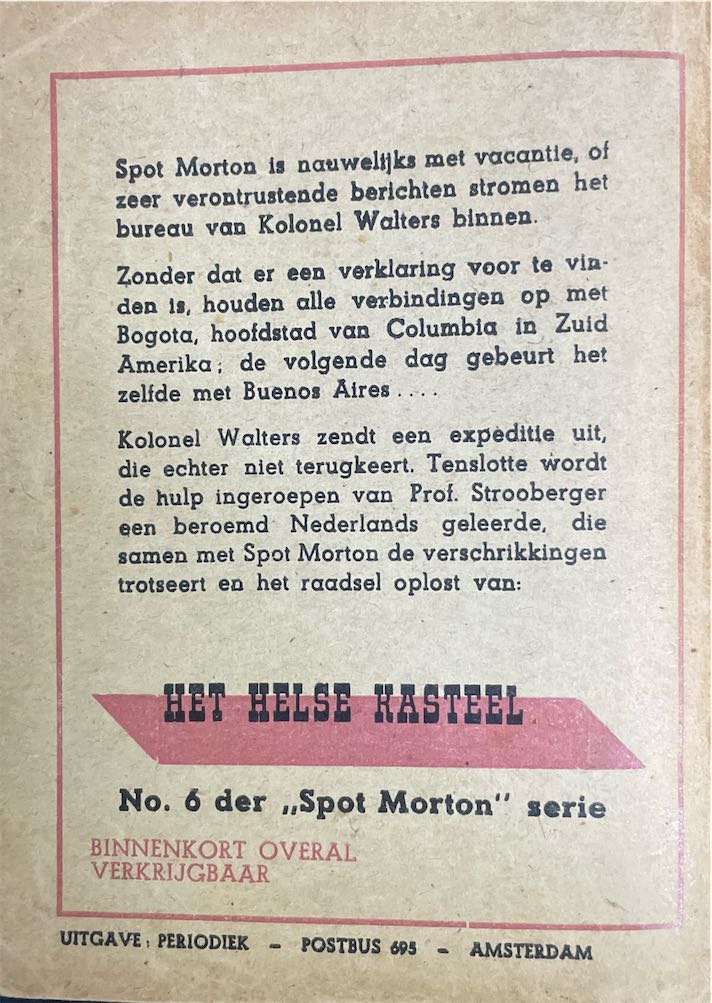 Spot Morton is nauwelijks met vacantie, of
zeer verontrustende berichten stromen het
bureau van Kolonel Walters binnen.
Zonder dat er een verklaring voor te vin-
den is, houden alle verbindingen op met
Bogota, hoofdstad van Columbia in Zuid
Amerika; de volgende dag gebeurt het
zelfde met Buenos Aires....
Kolonel Walters zendt een expeditie uit,
die echter niet terugkeert. Tenslotte wordt
de hulp ingeroepen van Prof. Strooberger
een beroemd Nederlands geleerde, die
samen met Spot Morton de verschrikkingen
trotseert en het raadsel oplost van:
HET HELSE KASTEEL
No. 6 der „Spot Morton" serie
BINNENKORT OVERAL
VERKRIJGBAAR
UITGAVE: PERIODIEK – POSTBUS 695 – AMSTERDAM